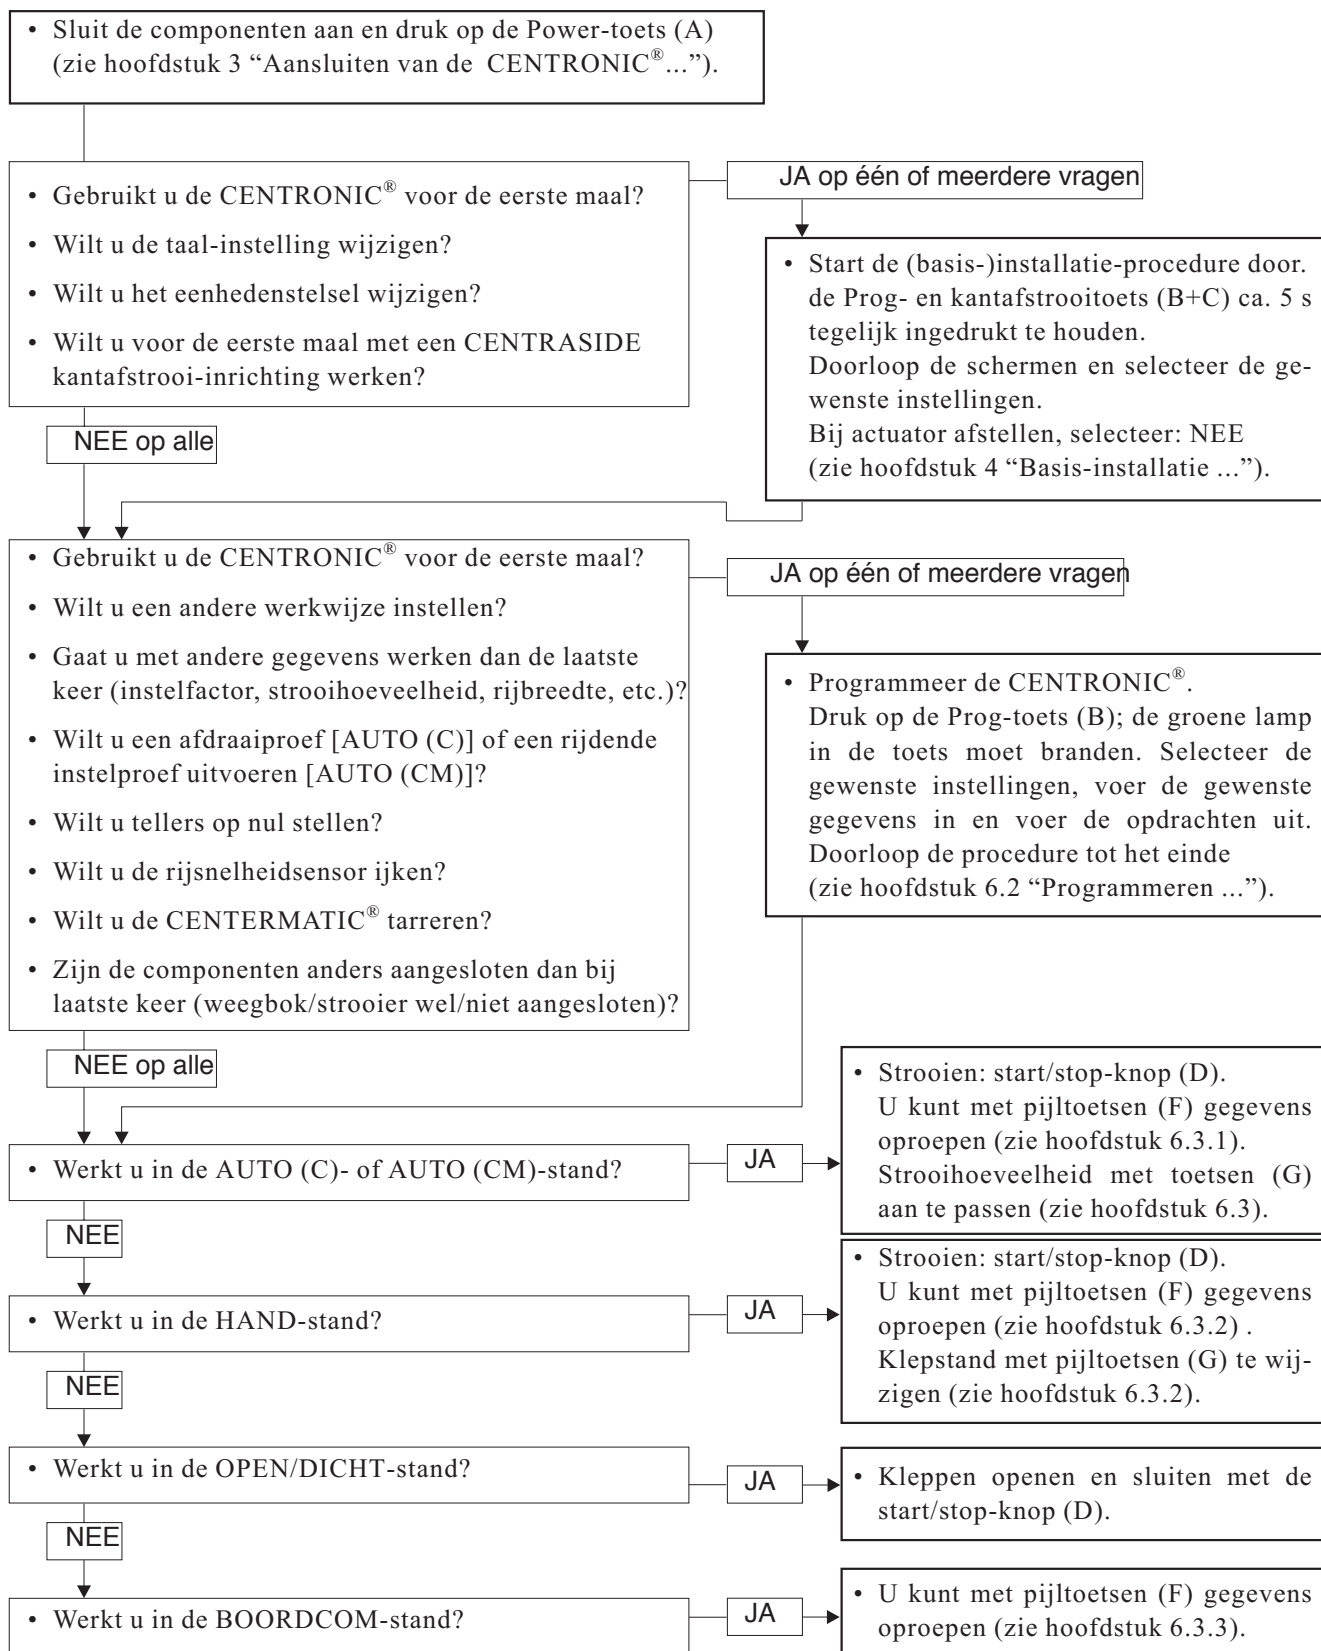 • Sluit de componenten aan en druk op de Power-toets (A)
(zie hoofdstuk 3 “Aansluiten van de CENTRONIC®...”).
• Gebruikt u de CENTRONIC® voor de eerste maal?
• Wilt u de taal-instelling wijzigen?
• Wilt u het eenhedenstelsel wijzigen?
• Wilt u voor de eerste maal met een CENTRASIDE
kantafstrooi-inrichting werken?
JA op één of meerdere vragen
• Start de (basis-)installatie-procedure door.
de Prog- en kantafstrooitoets (B+C) ca. 5 s
tegelijk ingedrukt te houden.
Doorloop de schermen en selecteer de ge-
wenste instellingen.
Bij actuator afstellen, selecteer: NEE
(zie hoofdstuk 4 “Basis-installatie ...”).
NEE op alle
• Gebruikt u de CENTRONIC® voor de eerste maal?
• Wilt u een andere werkwijze instellen?
• Gaat u met andere gegevens werken dan de laatste
keer (instelfactor, strooihoeveelheid, rijbreedte, etc.)?
• Wilt u een afdraaiproef [AUTO (C)] of een rijdende
instelproef uitvoeren [AUTO (CM)]?
• Wilt u tellers op nul stellen?
• Wilt u de rijsnelheidsensor ijken?
• Wilt u de CENTERMATIC® tarreren?
• Zijn de componenten anders aangesloten dan bij
laatste keer (weegbok/strooier wel/niet aangesloten)?
JA op één of meerdere vragen
• Programmeer de CENTRONIC®.
Druk op de Prog-toets (B); de groene lamp
in de toets moet branden. Selecteer de
gewenste instellingen, voer de gewenste
gegevens in en voer de opdrachten uit.
Doorloop de procedure tot het einde
(zie hoofdstuk 6.2 “Programmeren ...”).
NEE op alle
• Werkt u in de AUTO (C)- of AUTO (CM)-stand?
JA
• Strooien: start/stop-knop (D).
U kunt met pijltoetsen (F) gegevens
oproepen (zie hoofdstuk 6.3.1).
Strooihoeveelheid met toetsen (G)
aan te passen (zie hoofdstuk 6.3).
NEE
• Werkt u in de HAND-stand?
JA
• Strooien: start/stop-knop (D).
U kunt met pijltoetsen (F) gegevens
oproepen (zie hoofdstuk 6.3.2) .
Klepstand met pijltoetsen (G) te wij-
zigen (zie hoofdstuk 6.3.2).
NEE
• Werkt u in de OPEN/DICHT-stand?
JA
• Kleppen openen en sluiten met de
start/stop-knop (D).
NEE
• Werkt u in de BOORDCOM-stand?
JA
• U kunt met pijltoetsen (F) gegevens
oproepen (zie hoofdstuk 6.3.3).